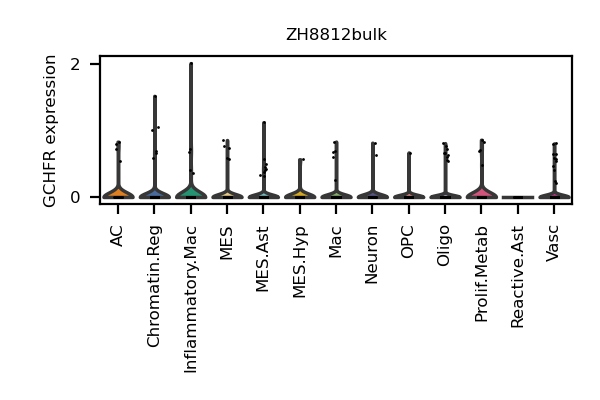 ZH8812bulk
GCHFR expression
2
0
AC
Chromatin.Reg
Inflammatory.Mac
MES
MES.Ast
MES.Hyp
Mac
Neuron
OPC
Oligo
Prolif.Metab
Reactive.Ast
Vasc